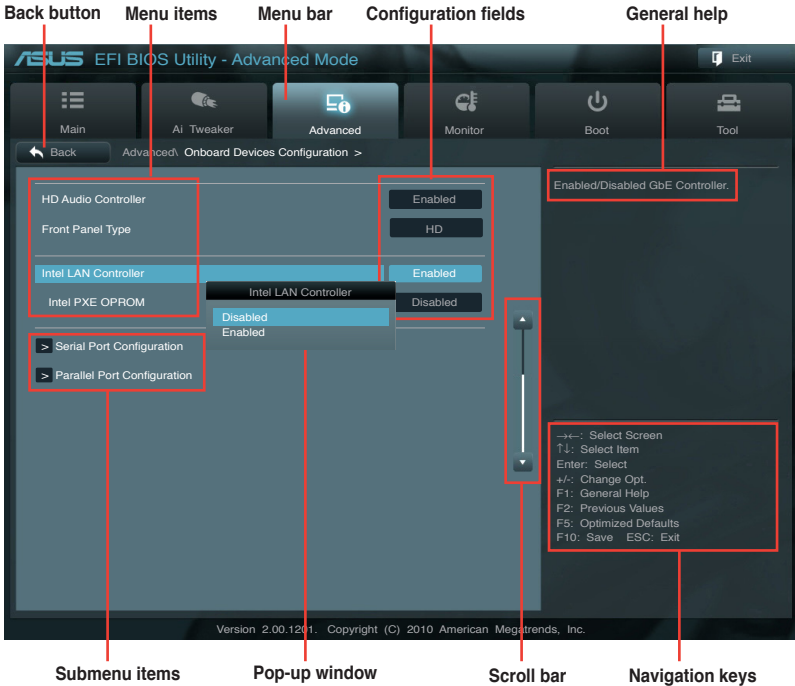 Back button Menu items Menu bar Configuration fields General help
ASUS EFI BIOS Utility - Advanced Mode Exit
Main Ai Tweaker Advanced Monitor Boot Tool
Back Advanced\ Onboard Devices Configuration >
Enabled/Disabled GbE Controller.
HD Audio Controller Enabled
Front Panel Type HD
Intel LAN Controller Enabled
Intel PXE OPROM Disabled
Intel LAN Controller
Disabled
Enabled
> Serial Port Configuration
> Parallel Port Configuration
→←: Select Screen
↑↓: Select Item
Enter: Select
+/-: Change Opt.
F1: General Help
F2: Previous Values
F5: Optimized Defaults
F10: Save ESC: Exit
Version 2.00.1201. Copyright (C) 2010 American Megatrends, Inc.
Submenu items Pop-up window Scroll bar Navigation keys